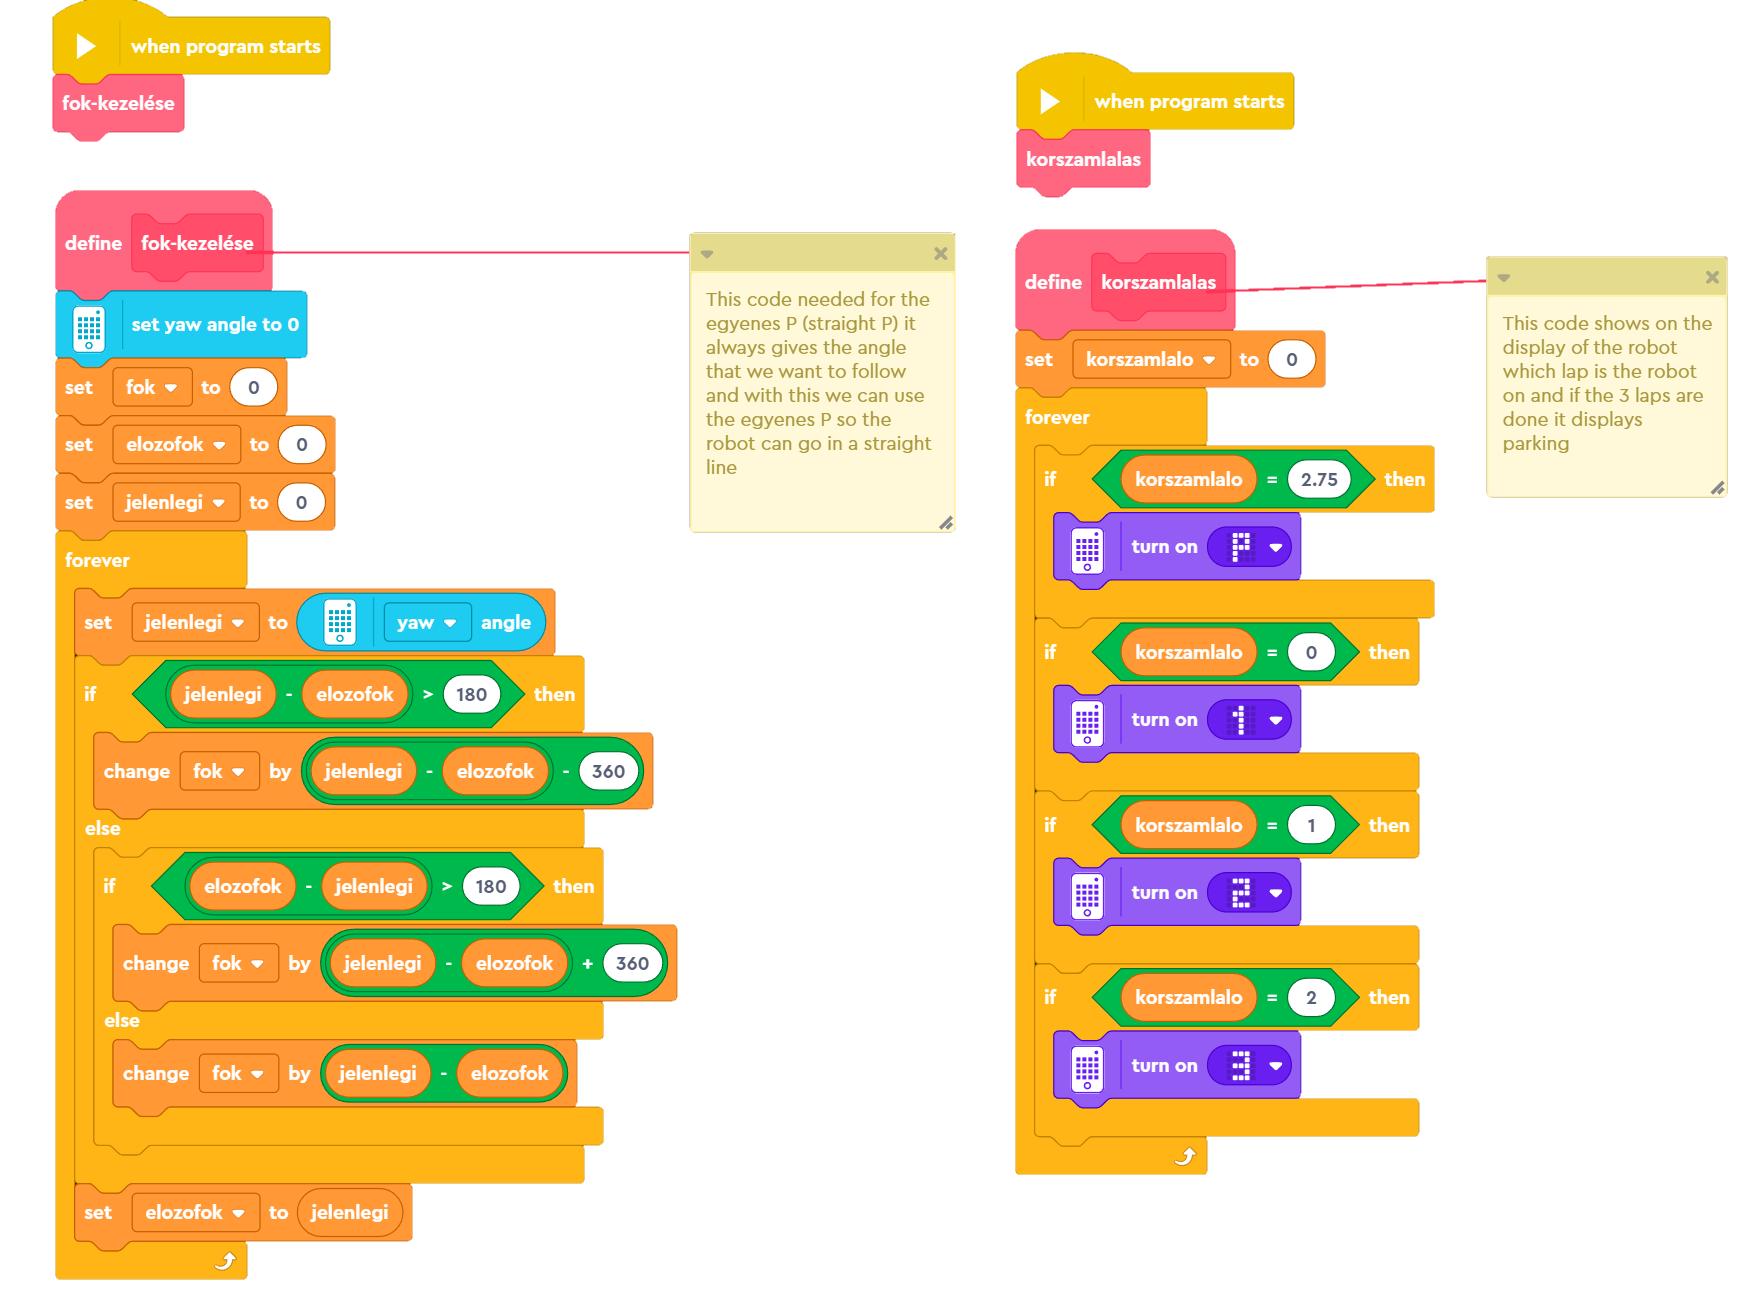 when program starts
fok-kezelése
define fok-kezelése
set yaw angle to 0
set fok to 0
set elozofok to 0
set jelenlegi to 0
forever
set jelenlegi to yaw angle
if jelenlegi - elozofok > 180 then
change fok by jelenlegi - elozofok - 360
else
if elozofok - jelenlegi > 180 then
change fok by jelenlegi - elozofok + 360
else
change fok by jelenlegi - elozofok
set elozofok to jelenlegi
This code needed for the
egyenes P (straight P) it
always gives the angle
that we want to follow
and with this we can use
the egyenes P so the
robot can go in a straight
line
when program starts
korszamlalas
define korszamlalas
set korszamlalo to 0
forever
if korszamlalo = 2.75 then
turn on P
if korszamlalo = 0 then
turn on 1
if korszamlalo = 1 then
turn on 2
if korszamlalo = 2 then
turn on 3
This code shows on the
display of the robot
which lap is the robot
on and if the 3 laps are
done it displays
parking